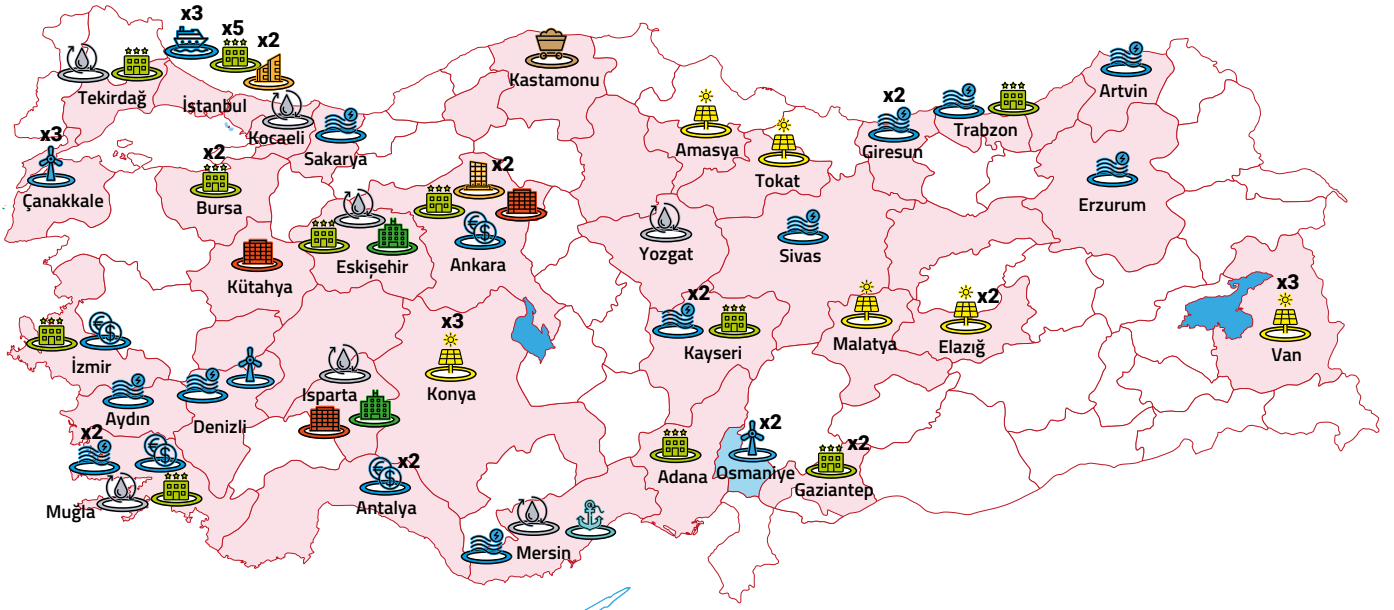 x3
x5
x2
Kastamonu
Tekirdağ
İstanbul
Kocaeli
Sakarya
x2
Giresun
Trabzon
Artvin
Amasya
Tokat
x3
Çanakkale
x2
Bursa
x2
Erzurum
Eskişehir
Ankara
Yozgat
Sivas
Kütahya
x2
Kayseri
Malatya
x2
Elazığ
x3
Van
İzmir
x3
Konya
Isparta
Aydın
Denizli
x2
Muğla
x2
Antalya
Mersin
Adana
x2
Osmaniye
x2
Gaziantep